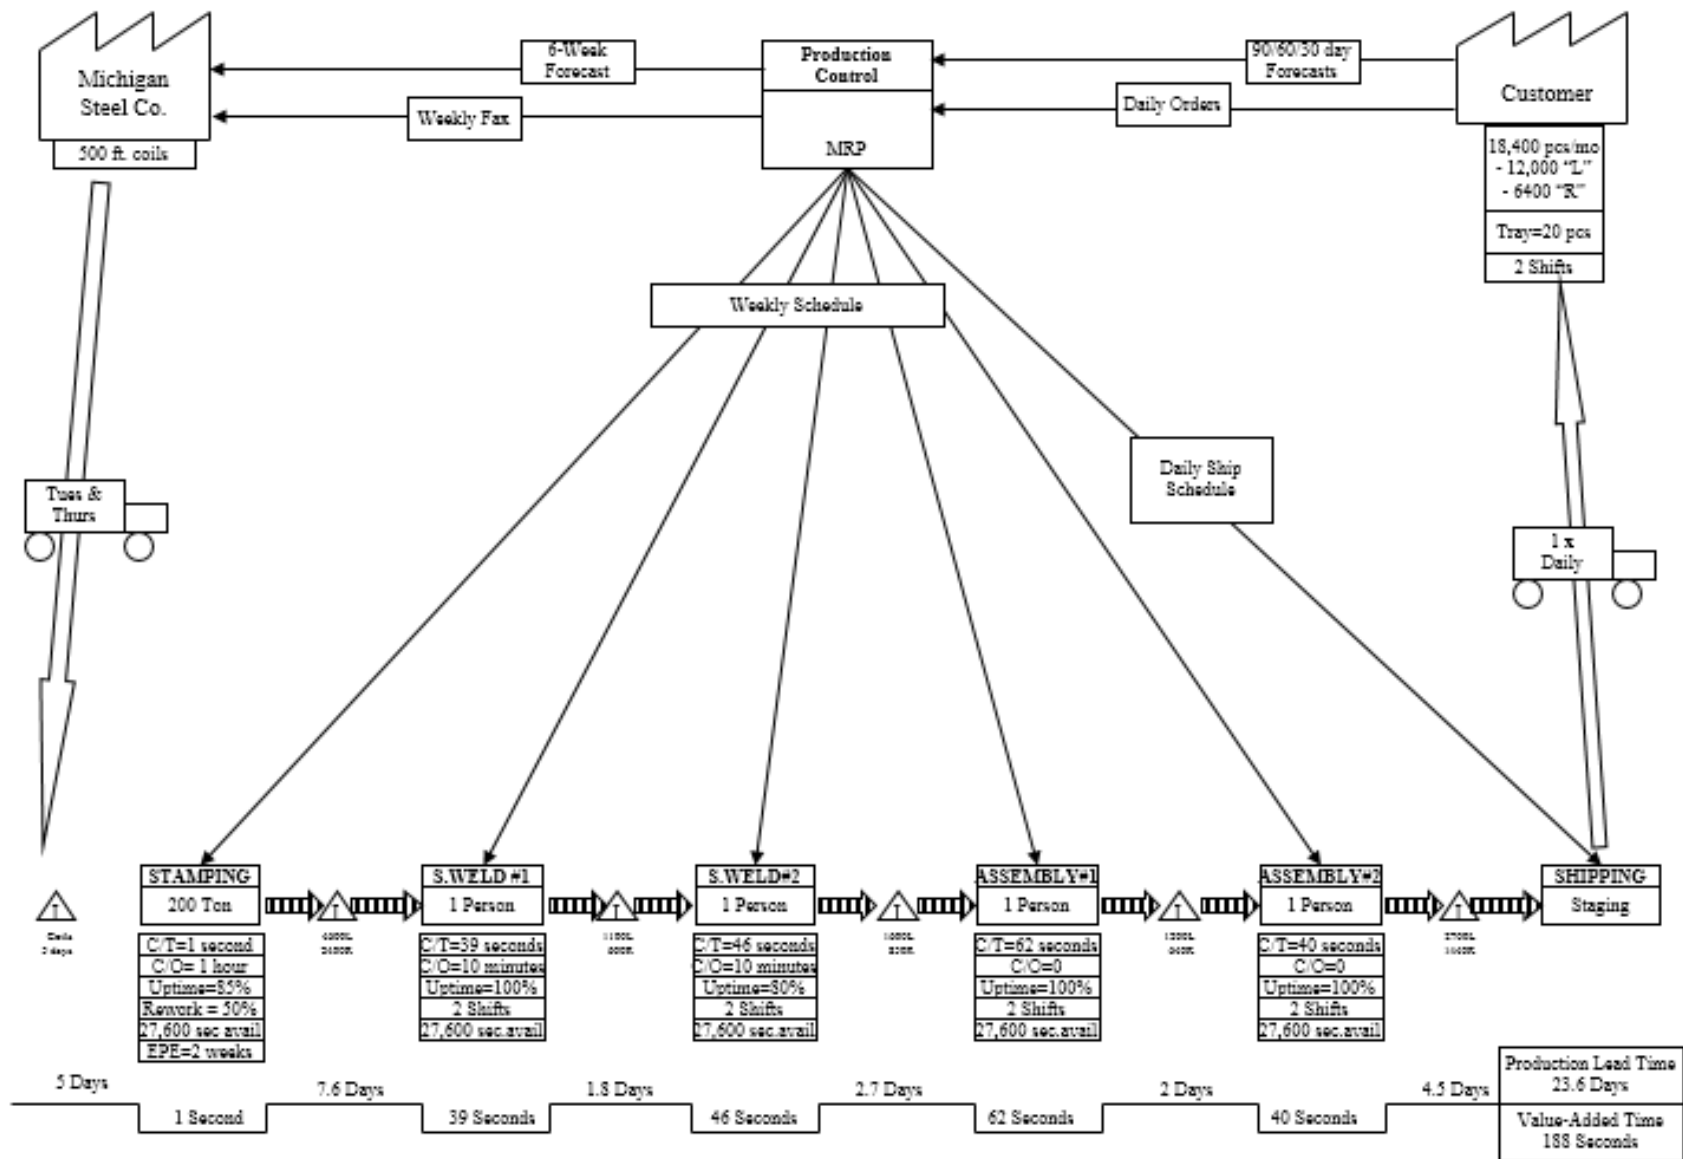 Michigan
Steel Co.
500 ft. coils
6-Week
Forecast
Weekly Fax
Production
Control
MRP
90/60/30 day
Forecasts
Daily Orders
Customer
18,400 pcs/mo
- 12,000 “L”
- 6400 “R”
Tray=20 pcs
2 Shifts
Weekly Schedule
Daily Ship
Schedule
Tues &
Thurs
1 x
Daily
STAMPING
200 Ton
C/T=1 second
C/O= 1 hour
Uptime=85%
Rework = 50%
27,600 sec.avail
EPE=2 weeks
S.WELD #1
1 Person
C/T=39 seconds
C/O=10 minutes
Uptime=100%
2 Shifts
27,600 sec.avail
S.WELD#2
1 Person
C/T=46 seconds
C/O=10 minutes
Uptime=80%
2 Shifts
27,600 sec.avail
ASSEMBLY#1
1 Person
C/T=62 seconds
C/O=0
Uptime=100%
2 Shifts
27,600 sec.avail
ASSEMBLY#2
1 Person
C/T=40 seconds
C/O=0
Uptime=100%
2 Shifts
27,600 sec.avail
SHIPPING
Staging
I
I
I
I
I
I
Coils
5 days
5 Days
1 Second
7.6 Days
39 Seconds
1.8 Days
46 Seconds
2.7 Days
62 Seconds
2 Days
40 Seconds
4.5 Days
Production Lead Time
23.6 Days
Value-Added Time
188 Seconds